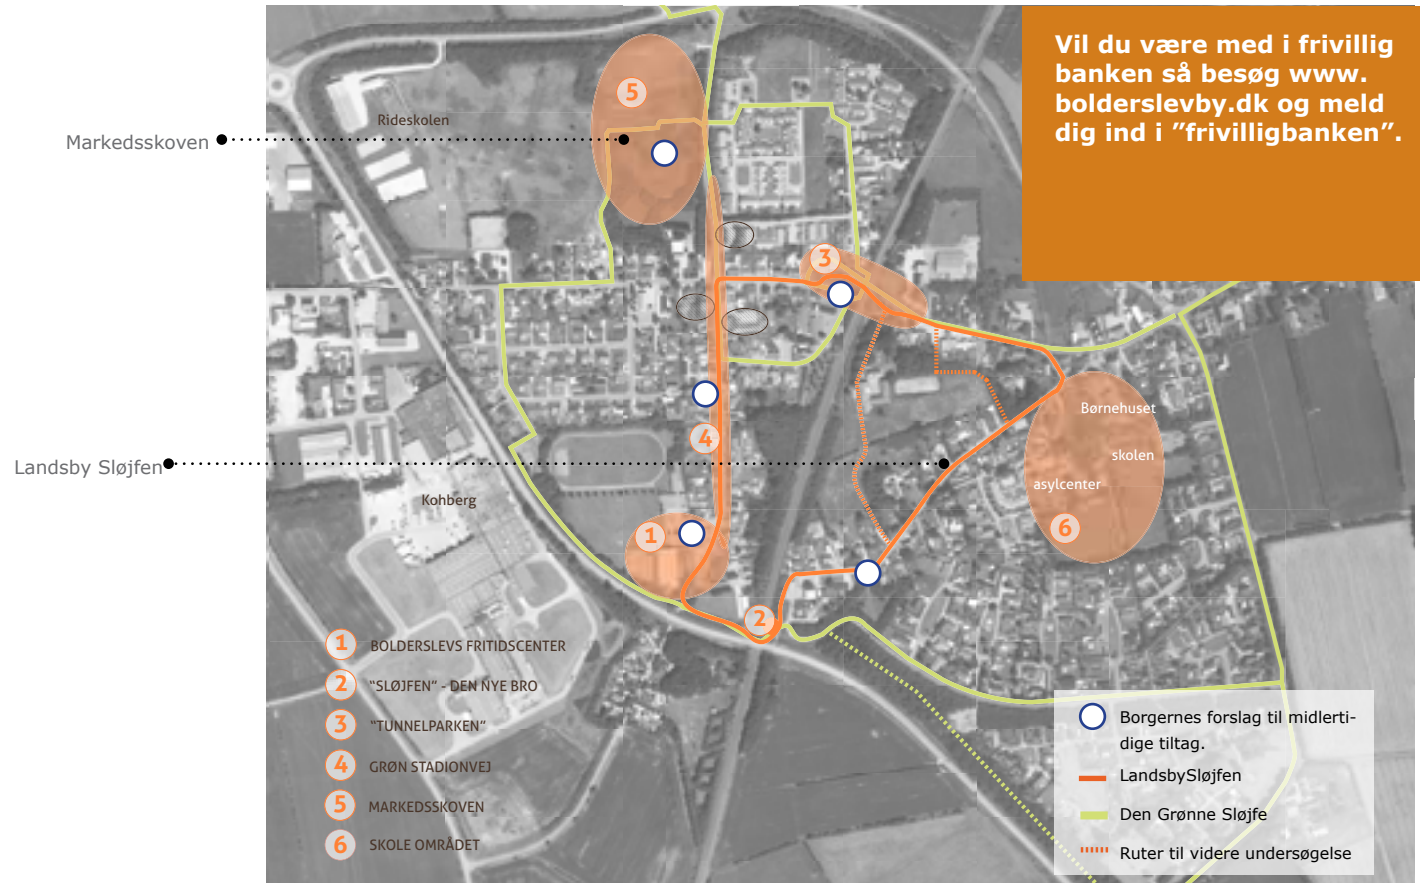 Vil du være med i frivillig
banken så besøg www.
bolderslevby.dk og meld
dig ind i ”frivilligbanken”.
5
Rideskolen
Markedsskoven
3
Børnehuset
4
skolen
Landsby Sløjfen
asylcenter
Kohberg
6
1
2
1 BOLDERSLEVS FRITIDSCENTER
2 "SLØJFEN" - DEN NYE BRO
3 "TUNNELPARKEN"
4 GRØN STADIONVEJ
5 MARKEDSSKOVEN
6 SKOLE OMRÅDET
Borgernes forslag til midlerti-
dige tiltag.
LandsbySløjfen
Den Grønne Sløjfe
Ruter til videre undersøgelse